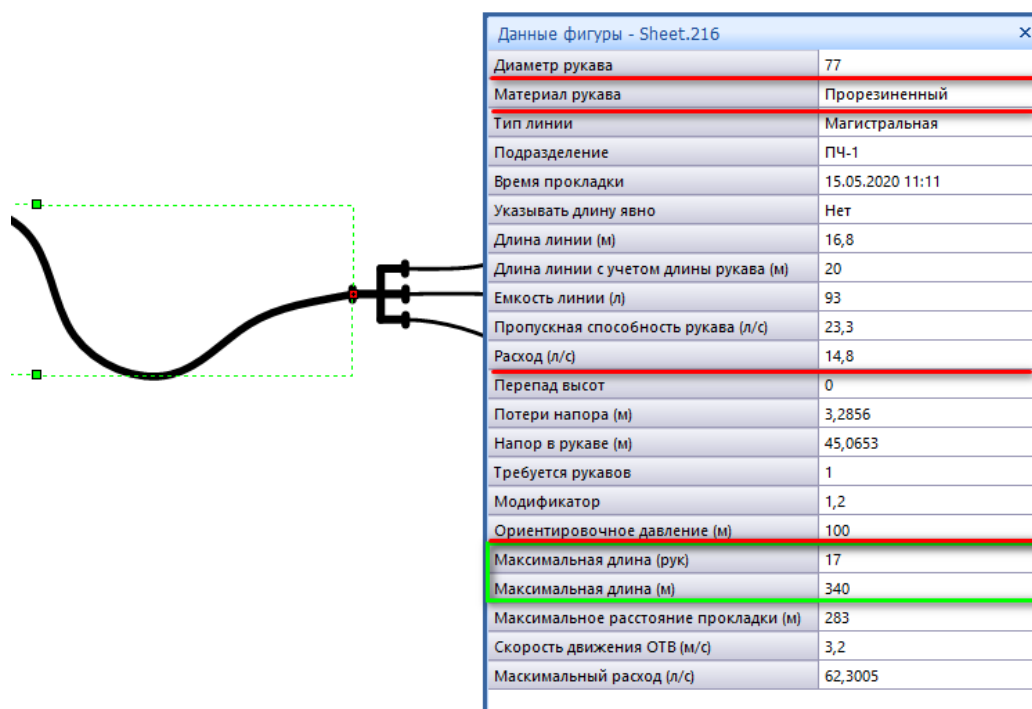 Данные фигуры - Sheet.216
Диаметр рукава 77
Материал рукава Прорезиненный
Тип линии Магистральная
Подразделение ПЧ-1
Время прокладки 15.05.2020 11:11
Указывать длину явно Нет
Длина линии (м) 16,8
Длина линии с учетом длины рукава (м) 20
Емкость линии (л) 93
Пропускная способность рукава (л/с) 23,3
Расход (л/с) 14,8
Перепад высот 0
Потери напора (м) 3,2856
Напор в рукаве (м) 45,0653
Требуется рукавов 1
Модификатор 1,2
Ориентировочное давление (м) 100
Максимальная длина (рук) 17
Максимальная длина (м) 340
Максимальное расстояние прокладки (м) 283
Скорость движения ОТВ (м/с) 3,2
Маскимальный расход (л/с) 62,3005